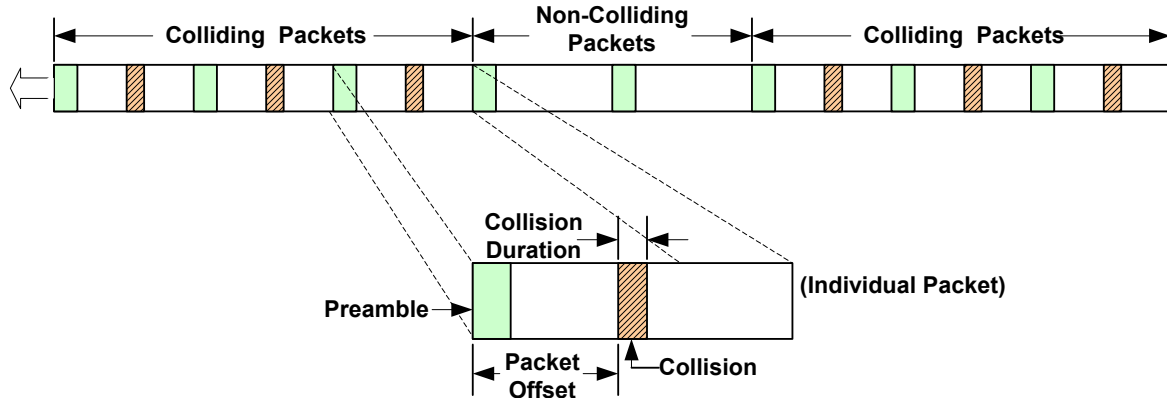 Colliding Packets
Non-Colliding
Packets
Colliding Packets
Collision
Duration
(Individual Packet)
Preamble
Packet
Offset
Collision